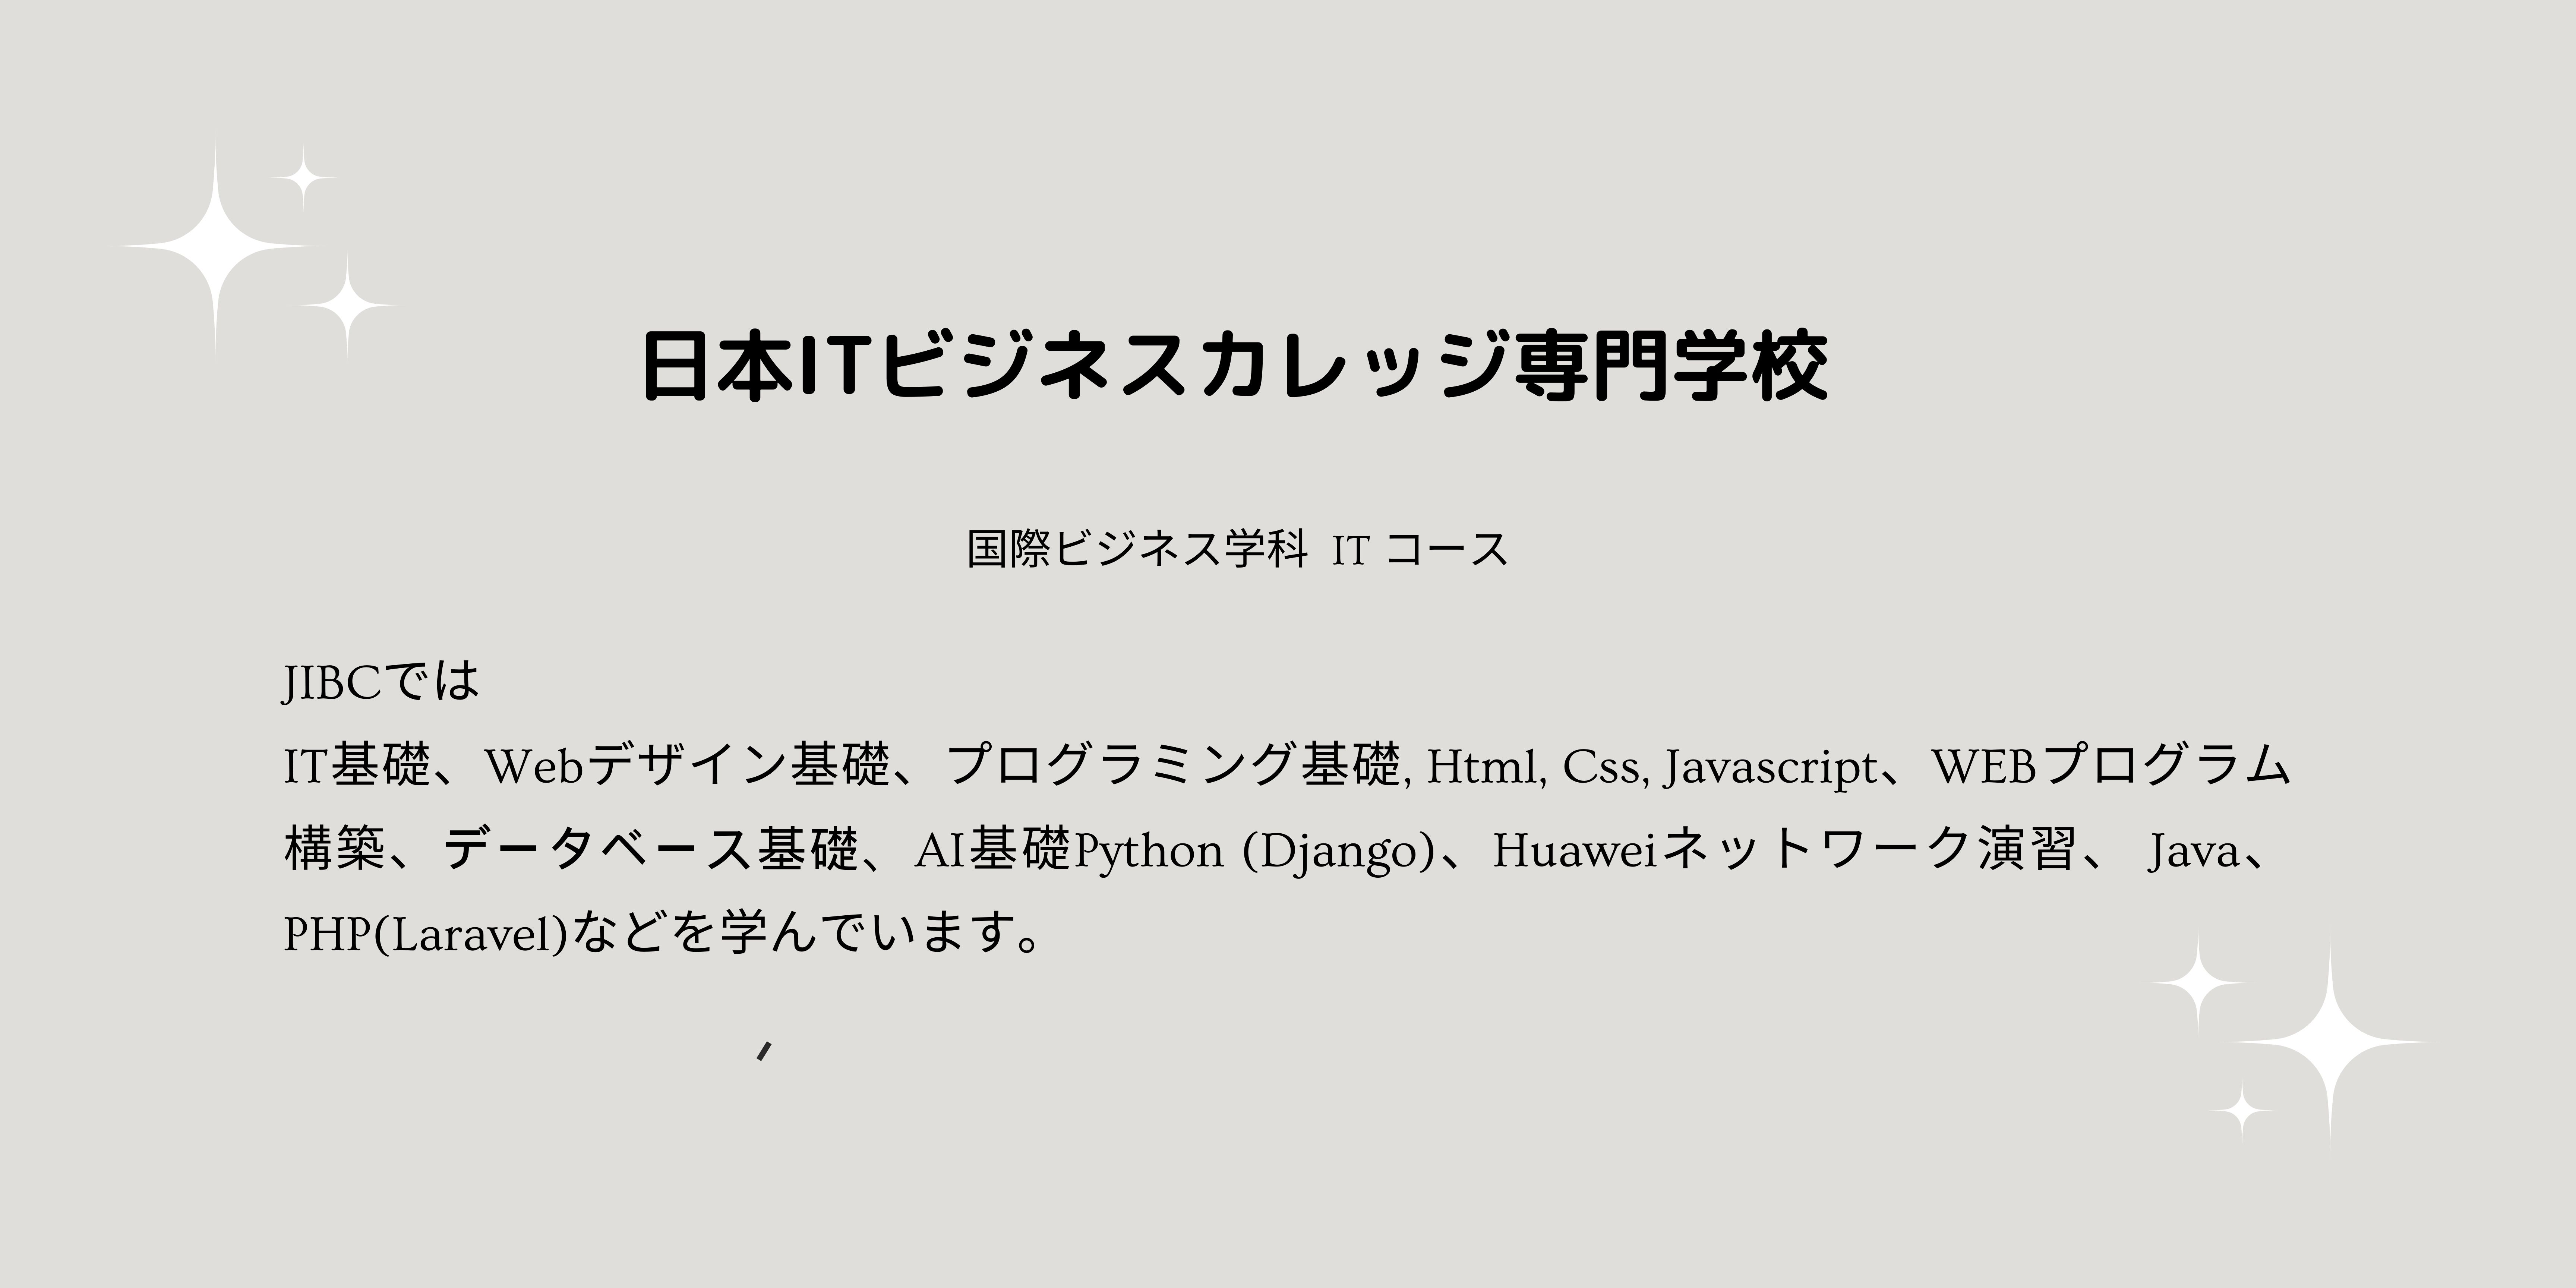 日本ITビジネスカレッジ専門学校
国際ビジネス学科 IT コース
JIBCでは
IT基礎、Webデザイン基礎、プログラミング基礎, Html, Css, Javascript、WEBプログラム
構築、データベース基礎、AI基礎Python (Django)、Huaweiネットワーク演習、 Java、
PHP(Laravel)などを学んでいます。